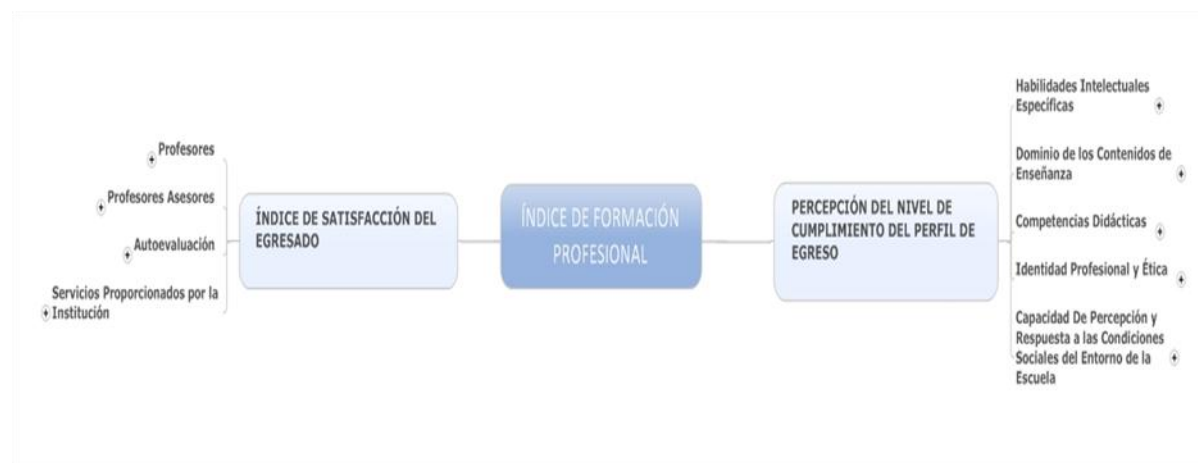 Profesores
Profesores Asesores
Autoevaluación
Servicios Proporcionados por la
Institución
ÍNDICE DE SATISFACCIÓN DEL
EGRESADO
ÍNDICE DE FORMACIÓN
PROFESIONAL
PERCEPCIÓN DEL NIVEL DE
CUMPLIMIENTO DEL PERFIL DE
EGRESO
Habilidades Intelectuales
Específicas
Dominio de los Contenidos de
Enseñanza
Competencias Didácticas
Identidad Profesional y Ética
Capacidad De Percepción y
Respuesta a las Condiciones
Sociales del Entorno de la
Escuela